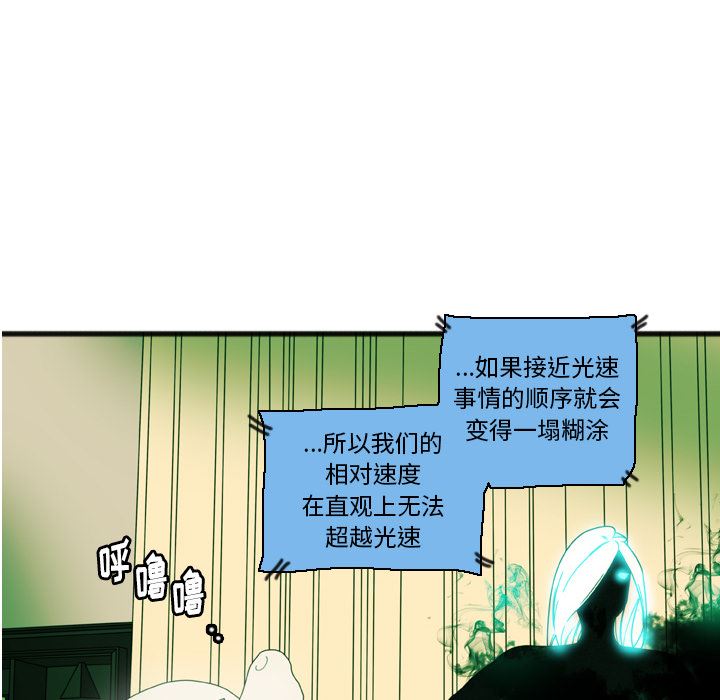 ...如果接近光速
事情的顺序就会
变得一塌糊涂
...所以我们的
相对速度
在直观上无法
超越光速
呼噜噜